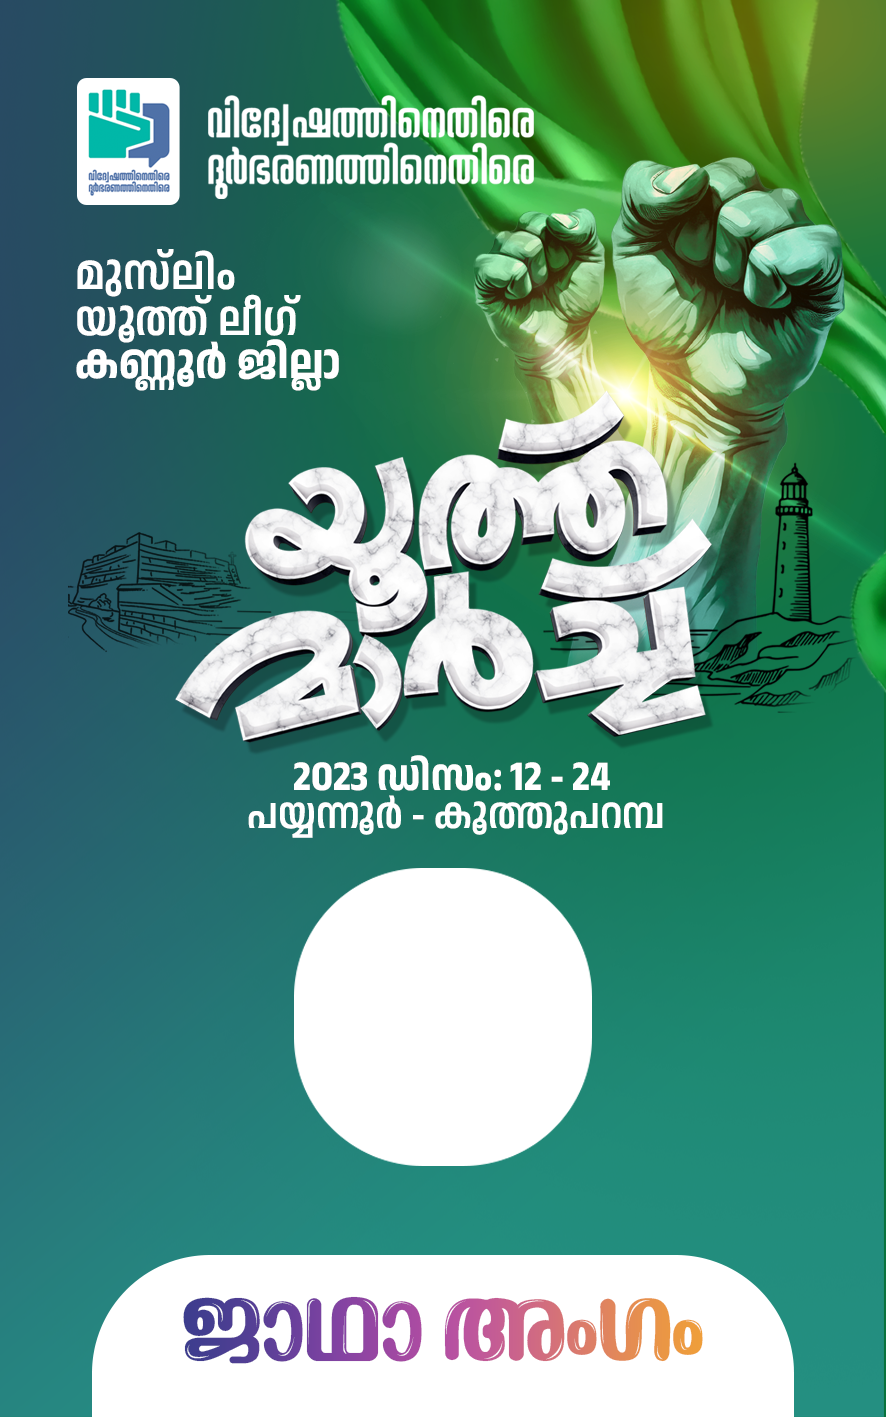 വിദ്വേഷത്തിനെതിരെ
ദുർഭരണത്തിനെതിരെ
വിദ്വേഷത്തിനെതിരെ
ദുർഭരണത്തിനെതിരെ
മുസ്‌ലിം
യൂത്ത് ലീഗ്
കണ്ണൂർ ജില്ലാ
യൂത്ത്
മാർച്ച്
2023 ഡിസം: 12 - 24
പയ്യന്നൂർ - കൂത്തുപറമ്പ
ജാഥാ അംഗം